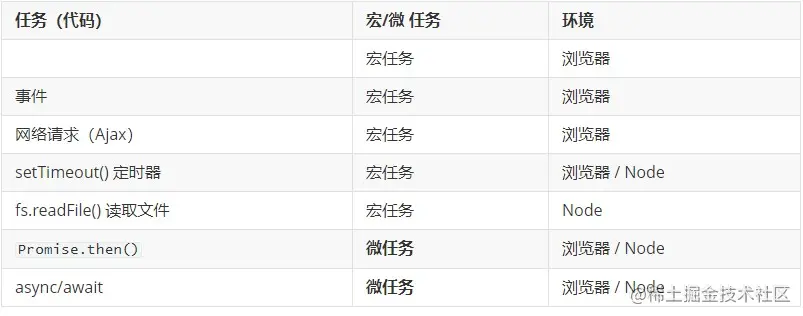 任务（代码） 宏/微 任务 环境
宏任务 浏览器
事件 宏任务 浏览器
网络请求（Ajax） 宏任务 浏览器
setTimeout() 定时器 宏任务 浏览器 / Node
fs.readFile() 读取文件 宏任务 Node
Promise.then() 微任务 浏览器 / Node
async/await 微任务 浏览器 / Node
@稀土掘金技术社区